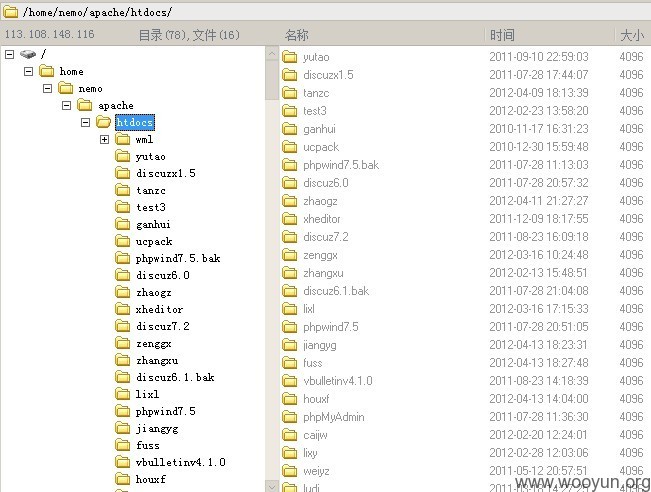 /home/nemo/apache/htdocs/
113.108.148.116 目录(78),文件(16) 名称 时间 大小
/
home
nemo
apache
htdocs
wml
yutao
discuzx1.5
tanzc
test3
ganhui
ucpack
phpwind7.5.bak
discuz6.0
zhaogz
xheditor
discuz7.2
zenggx
zhangxu
discuz6.1.bak
lixl
phpwind7.5
jiangyg
fuss
vbulletinv4.1.0
houxf
yutao 2011-09-10 22:59:03 4096
discuzx1.5 2011-07-28 17:44:07 4096
tanzc 2012-04-09 18:13:39 4096
test3 2012-02-23 13:58:20 4096
ganhui 2010-11-17 16:31:23 4096
ucpack 2010-12-30 15:59:48 4096
phpwind7.5.bak 2011-07-28 11:13:03 4096
discuz6.0 2011-07-28 20:57:32 4096
zhaogz 2012-04-11 21:27:27 4096
xheditor 2011-12-09 18:17:55 4096
discuz7.2 2011-08-23 16:09:18 4096
zenggx 2012-03-16 10:24:48 4096
zhangxu 2012-02-13 15:48:51 4096
discuz6.1.bak 2011-07-28 21:04:08 4096
lixl 2012-03-16 17:15:33 4096
phpwind7.5 2011-07-28 20:51:05 4096
jiangyg 2012-04-13 18:23:31 4096
fuss 2012-04-13 18:27:48 4096
vbulletinv4.1.0 2011-08-23 14:18:39 4096
houxf 2012-04-13 14:04:00 4096
phpMyAdmin 2011-07-28 11:36:30 4096
caijw 2012-02-20 12:24:01 4096
lixy 2012-02-28 12:03:06 4096
weiyz 2011-05-12 20:57:51 4096
ludi
www.wooyun.org